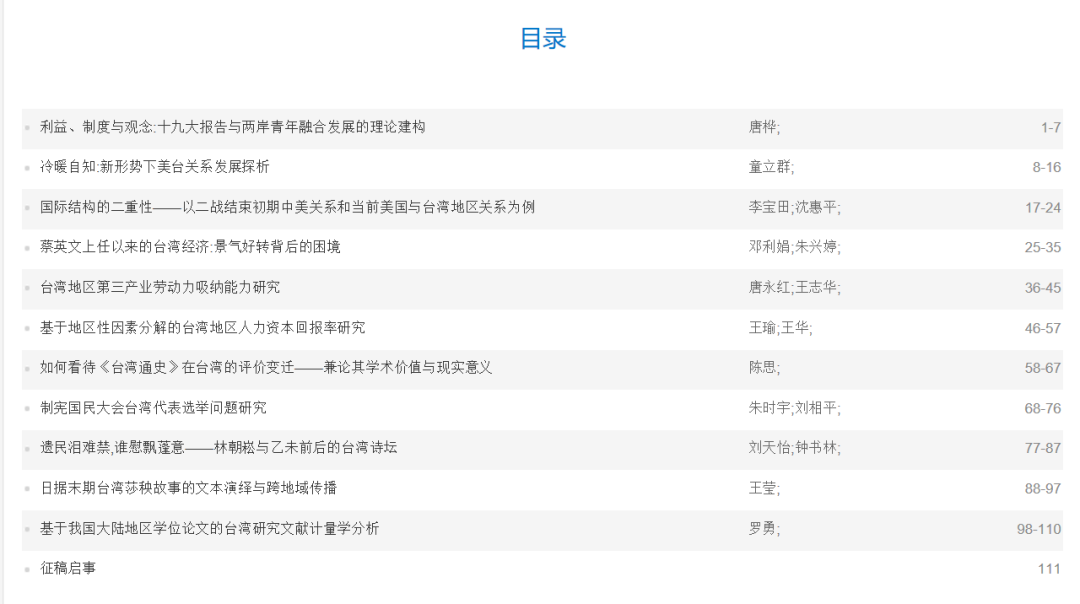 目录
利益、制度与观念:十九大报告与两岸青年融合发展的理论建构 唐桦; 1-7
冷暖自知:新形势下美台关系发展探析 童立群; 8-16
国际结构的二重性——以二战结束初期中美关系和当前美国与台湾地区关系为例 李宝田;沈惠平; 17-24
蔡英文上任以来的台湾经济:景气好转背后的困境 邓利娟;朱兴婷; 25-35
台湾地区第三产业劳动力吸纳能力研究 唐永红;王志华; 36-45
基于地区性因素分解的台湾地区人力资本回报率研究 王瑜;王华; 46-57
如何看待《台湾通史》在台湾的评价变迁——兼论其学术价值与现实意义 陈思; 58-67
制宪国民大会台湾代表选举问题研究 朱时宇;刘相平; 68-76
遗民泪难禁,谁慰飘蓬意——林朝崧与乙未前后的台湾诗坛 刘天怡;钟书林; 77-87
日据末期台湾莎秧故事的文本演绎与跨地域传播 王莹; 88-97
基于我国大陆地区学位论文的台湾研究文献计量学分析 罗勇; 98-110
征稿启事 111